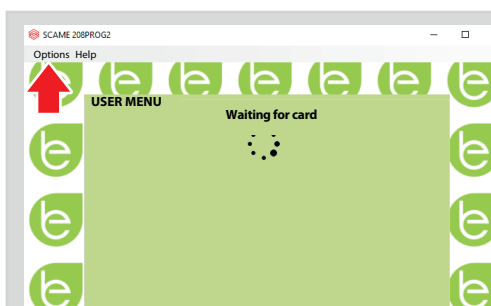 SCAME 208PROG2
Options Help
USER MENU
Waiting for card